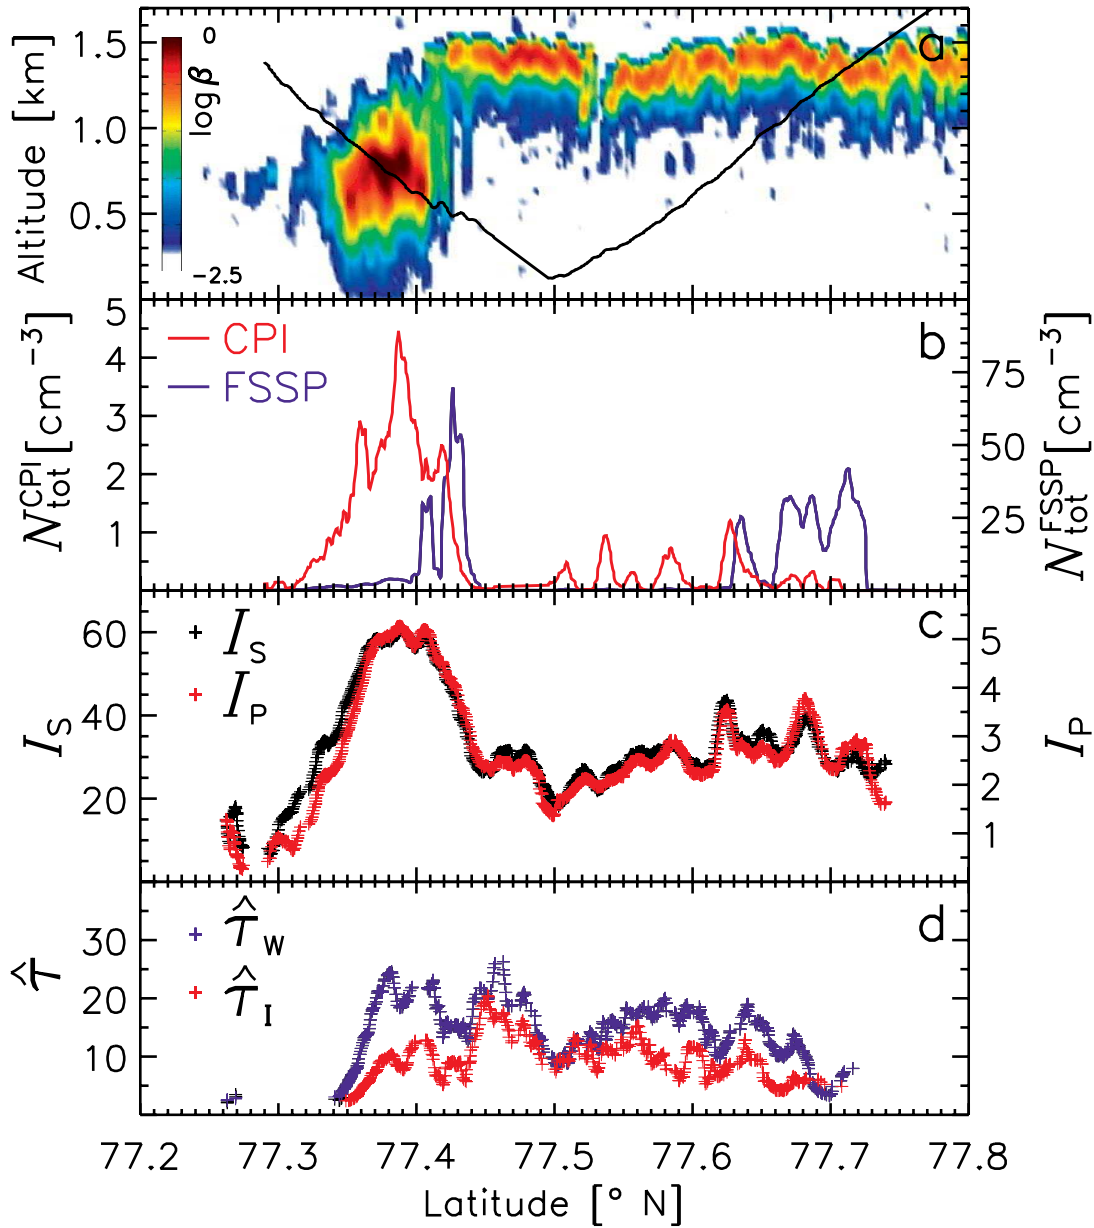 a
0
log β
−2.5
Altitude [km]
1.5
1.0
0.5
b
CPI
FSSP
N_tot^CPI [cm^−3]
5
4
3
2
1
N_tot^FSSP [cm^−3]
75
50
25
c
I_S
I_P
I_S
60
40
20
I_P
5
4
3
2
1
d
τ̂_W
τ̂_I
τ̂
30
20
10
77.2 77.3 77.4 77.5 77.6 77.7 77.8
Latitude [° N]